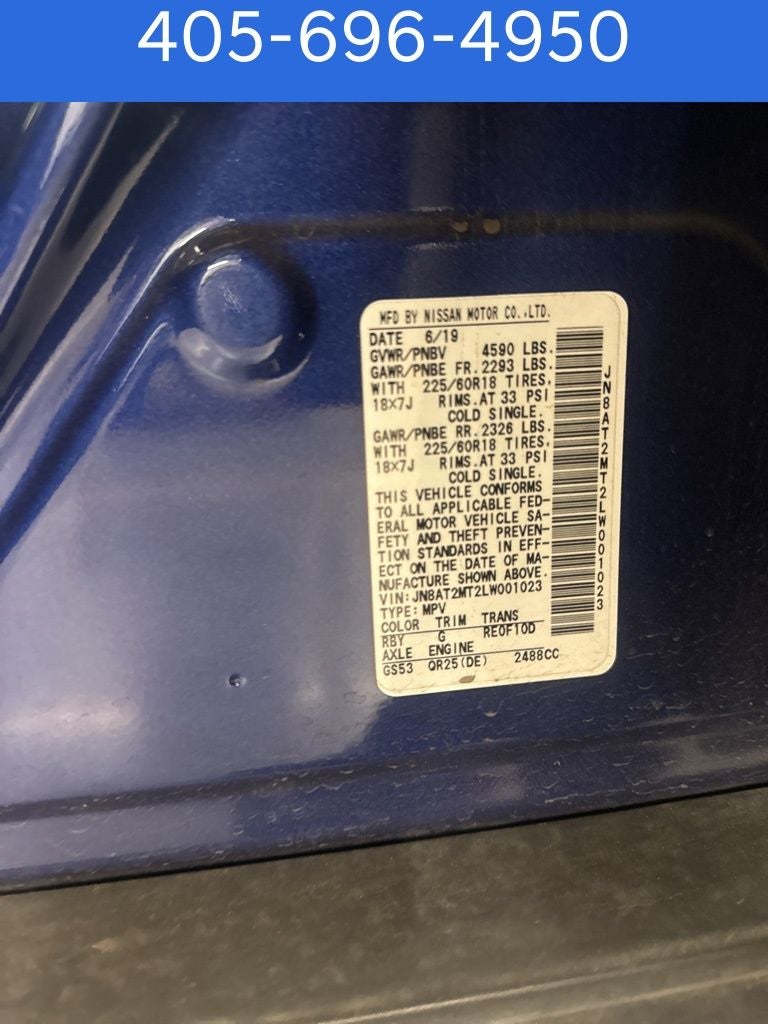 405-696-4950
MFD BY NISSAN MOTOR CO.,LTD.
DATE 6/19
GVWR/PNBV 4590 LBS.
GAWR/PNBE FR. 2293 LBS.
WITH 225/60R18 TIRES,
18X7J RIMS. AT 33 PSI
COLD SINGLE.
GAWR/PNBE RR. 2326 LBS.
WITH 225/60R18 TIRES,
18X7J RIMS. AT 33 PSI
COLD SINGLE.
THIS VEHICLE CONFORMS
TO ALL APPLICABLE FED-
ERAL MOTOR VEHICLE SA-
FETY AND THEFT PREVEN-
TION STANDARDS IN EFF-
ECT ON THE DATE OF MA-
NUFACTURE SHOWN ABOVE.
VIN:JN8AT2MT2LW001023
TYPE:MPV
COLOR TRIM TRANS
RBY G RE0F10D
AXLE ENGINE
GS53 QR25(DE) 2488CC
JN8AT2MT2LW001023